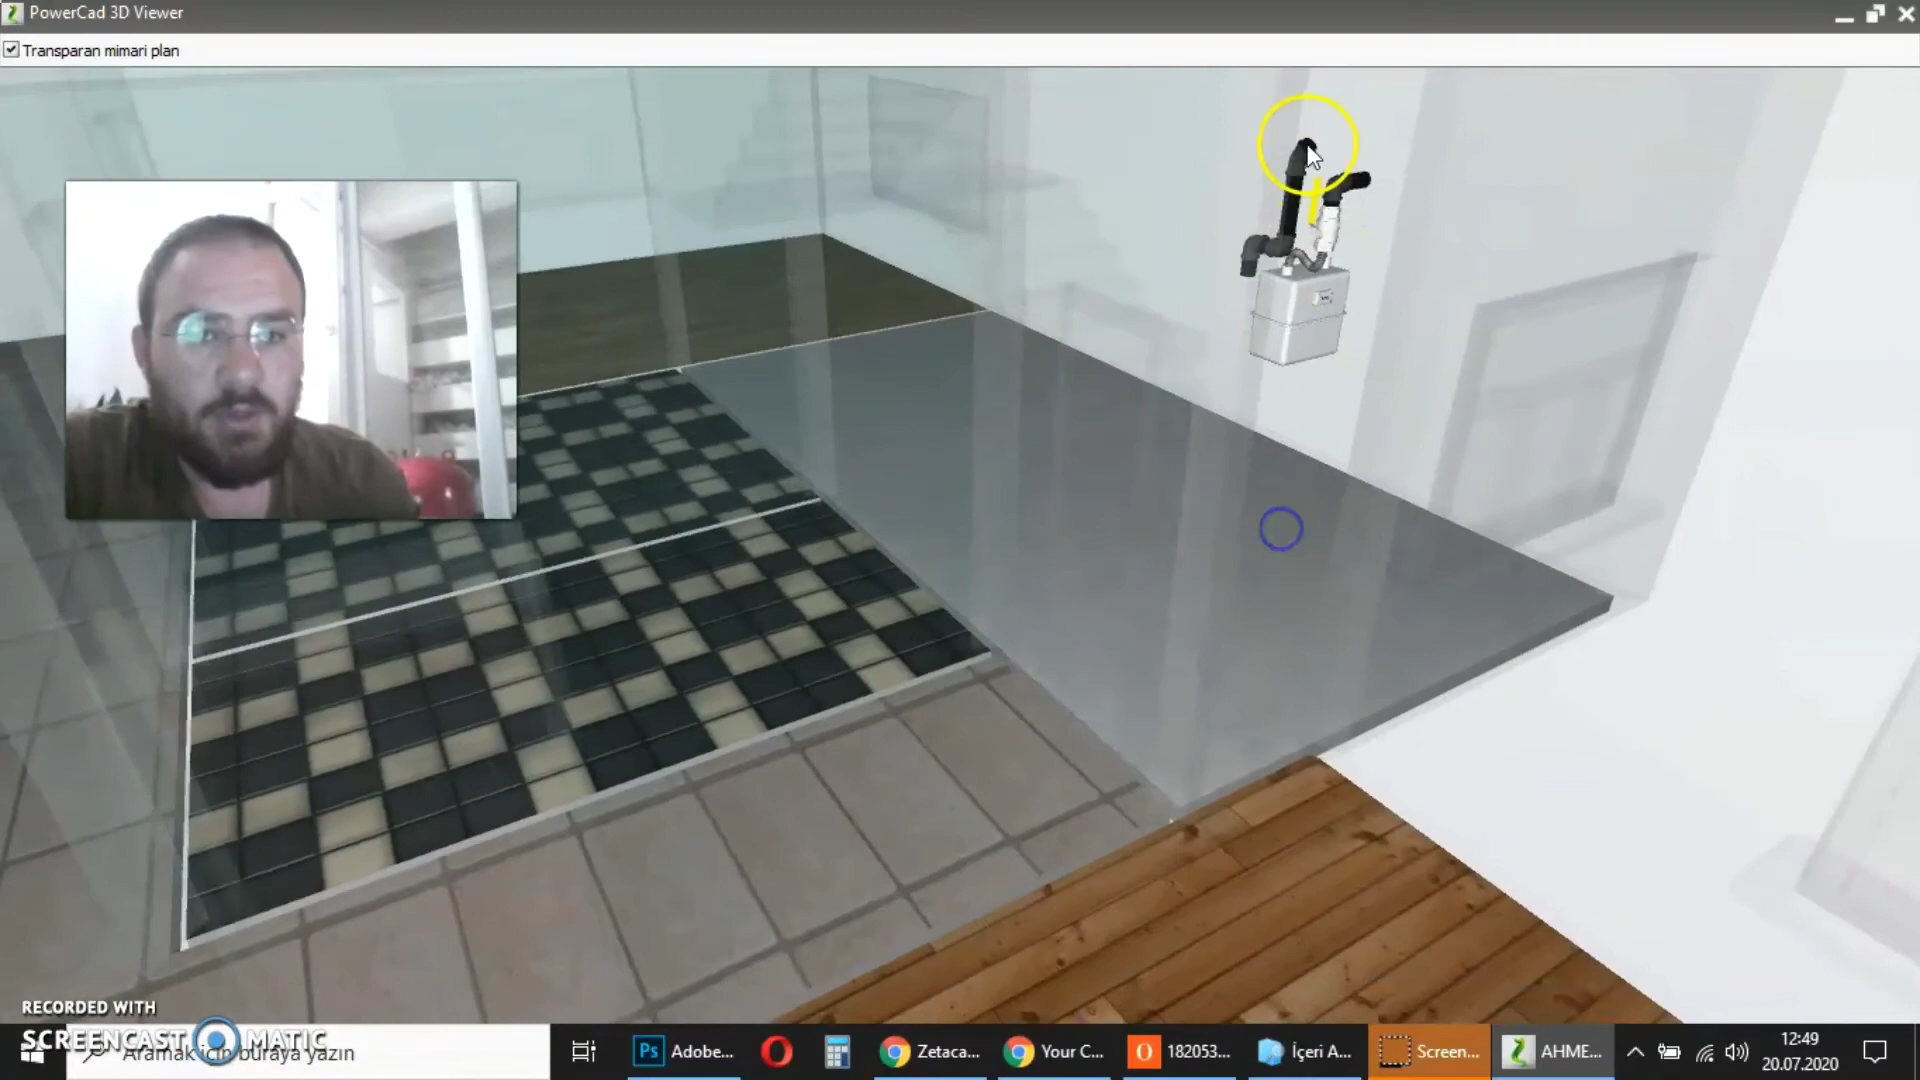 PowerCad 3D Viewer
Transparan mimari plan
RECORDED WITH
SCREENCAST MATIC
Aramak için buraya yazın
Ps
Adobe...
Zetaca...
Your C...
182053...
İçeri A...
Screen...
AHME...
12:49
20.07.2020